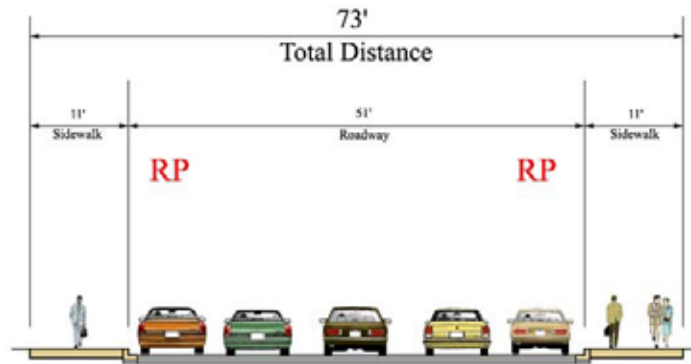 73'
Total Distance
11'
Sidewalk
51'
Roadway
11'
Sidewalk
RP
RP